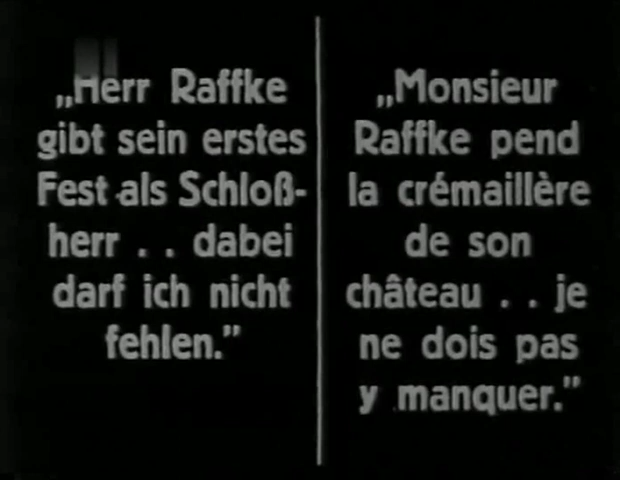 „Herr Raffke
gibt sein erstes
Fest als Schloß-
herr . . dabei
darf ich nicht
fehlen.”
„Monsieur
Raffke pend
la crémaillère
de son
château . . je
ne dois pas
y manquer.”